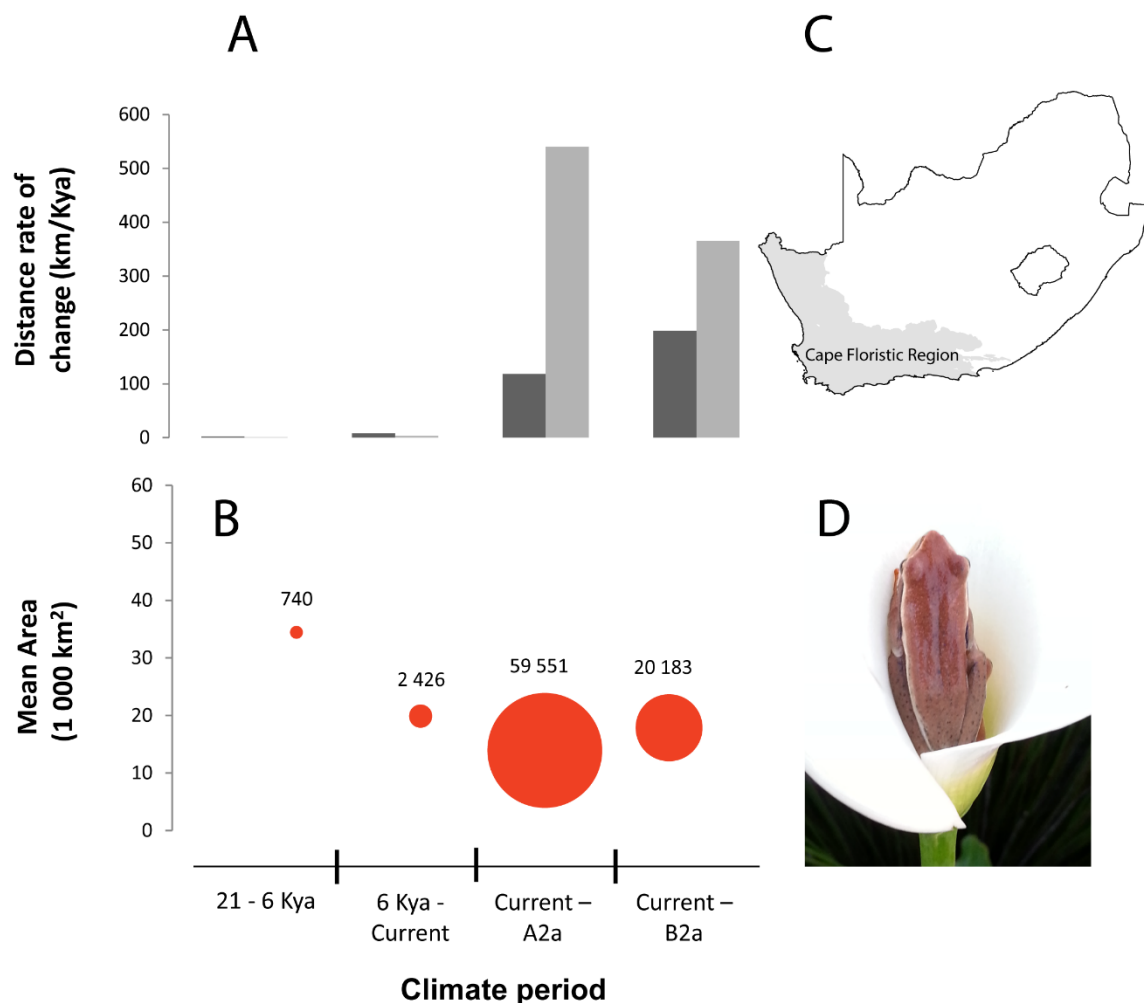 A
C
600
500
400
300
200
100
0
Distance rate of
change (km/Kya)
Cape Floristic Region
B
D
60
50
40
30
20
10
0
Mean Area
(1 000 km²)
740
2 426
59 551
20 183
21 - 6 Kya
6 Kya -
Current
Current –
A2a
Current –
B2a
Climate period